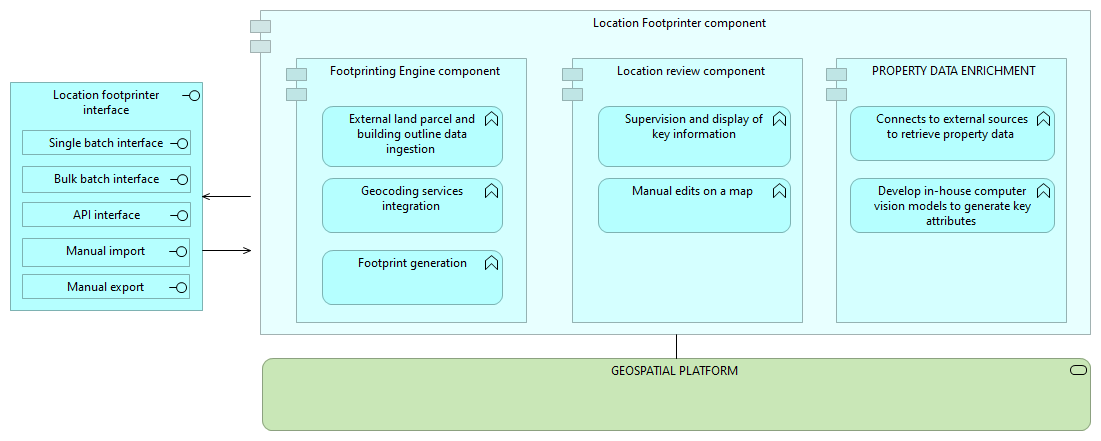 Location Footprinter component
Location footprinter
interface
Single batch interface
Bulk batch interface
API interface
Manual import
Manual export
Footprinting Engine component
External land parcel and
building outline data
ingestion
Geocoding services
integration
Footprint generation
Location review component
Supervision and display of
key information
Manual edits on a map
PROPERTY DATA ENRICHMENT
Connects to external sources
to retrieve property data
Develop in-house computer
vision models to generate key
attributes
GEOSPATIAL PLATFORM